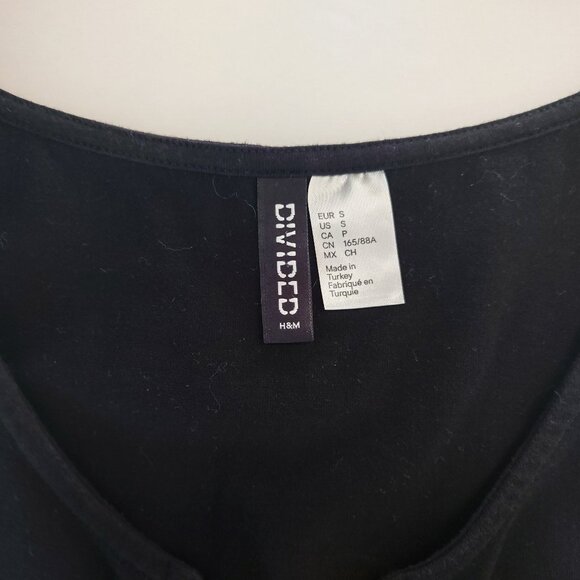 DIVIDED
H&M
EUR S
US S
CA P
CN 165/88A
MX CH
Made in
Turkey
Fabriqué en
Turquie